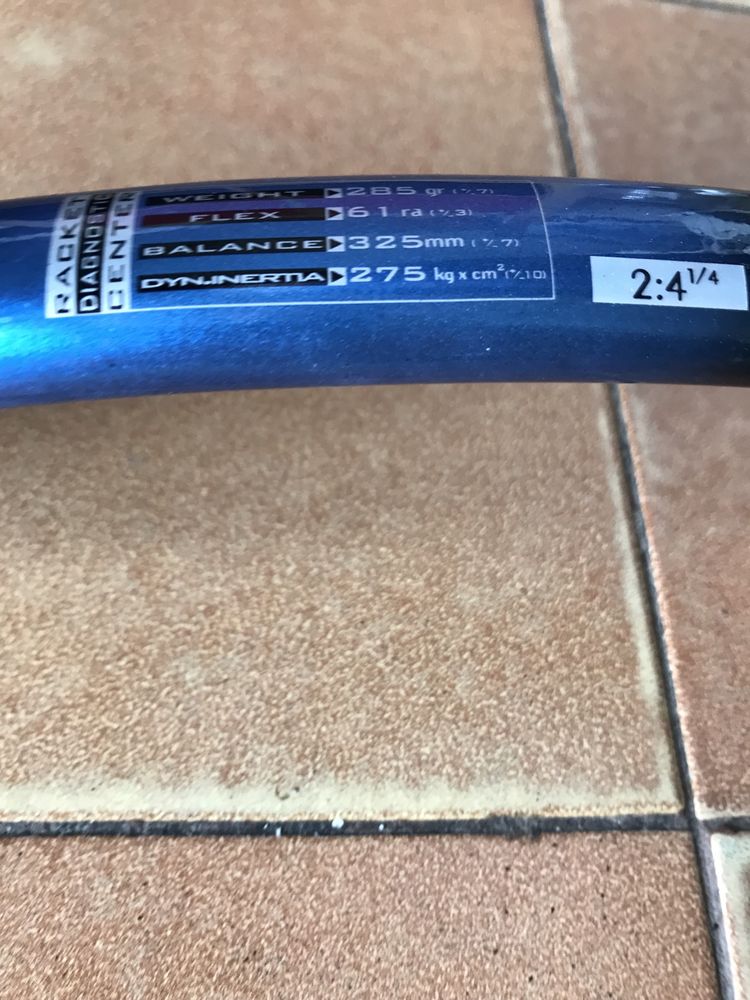 RACKET
DIAGNOSTIC
CENTER
WEIGHT 285 gr (+/-7)
FLEX 61 ra (+/-3)
BALANCE 325mm (+/-7)
DYN.INERTIA 275 kg x cm² (+/-10)
2:4 1/4